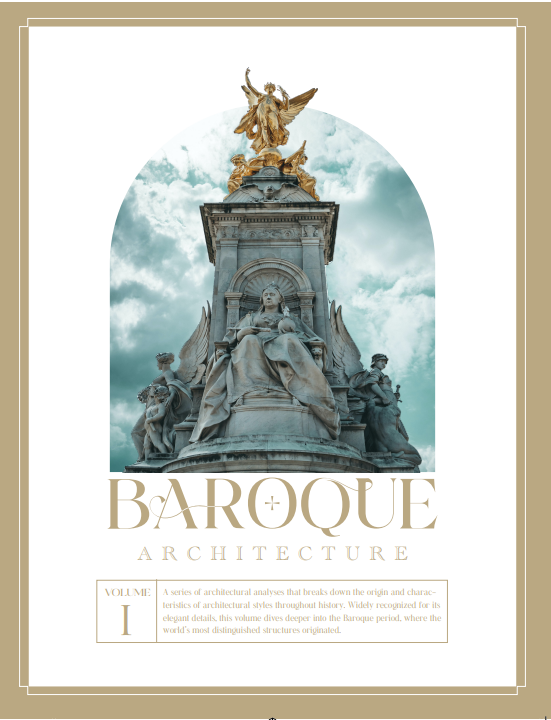 BAROQUE
ARCHITECTURE
VOLUME
I
A series of architectural analyses that breaks down the origin and charac-
teristics of architectural styles throughout history. Widely recognized for its
elegant details, this volume dives deeper into the Baroque period, where the
world's most distinguished structures originated.